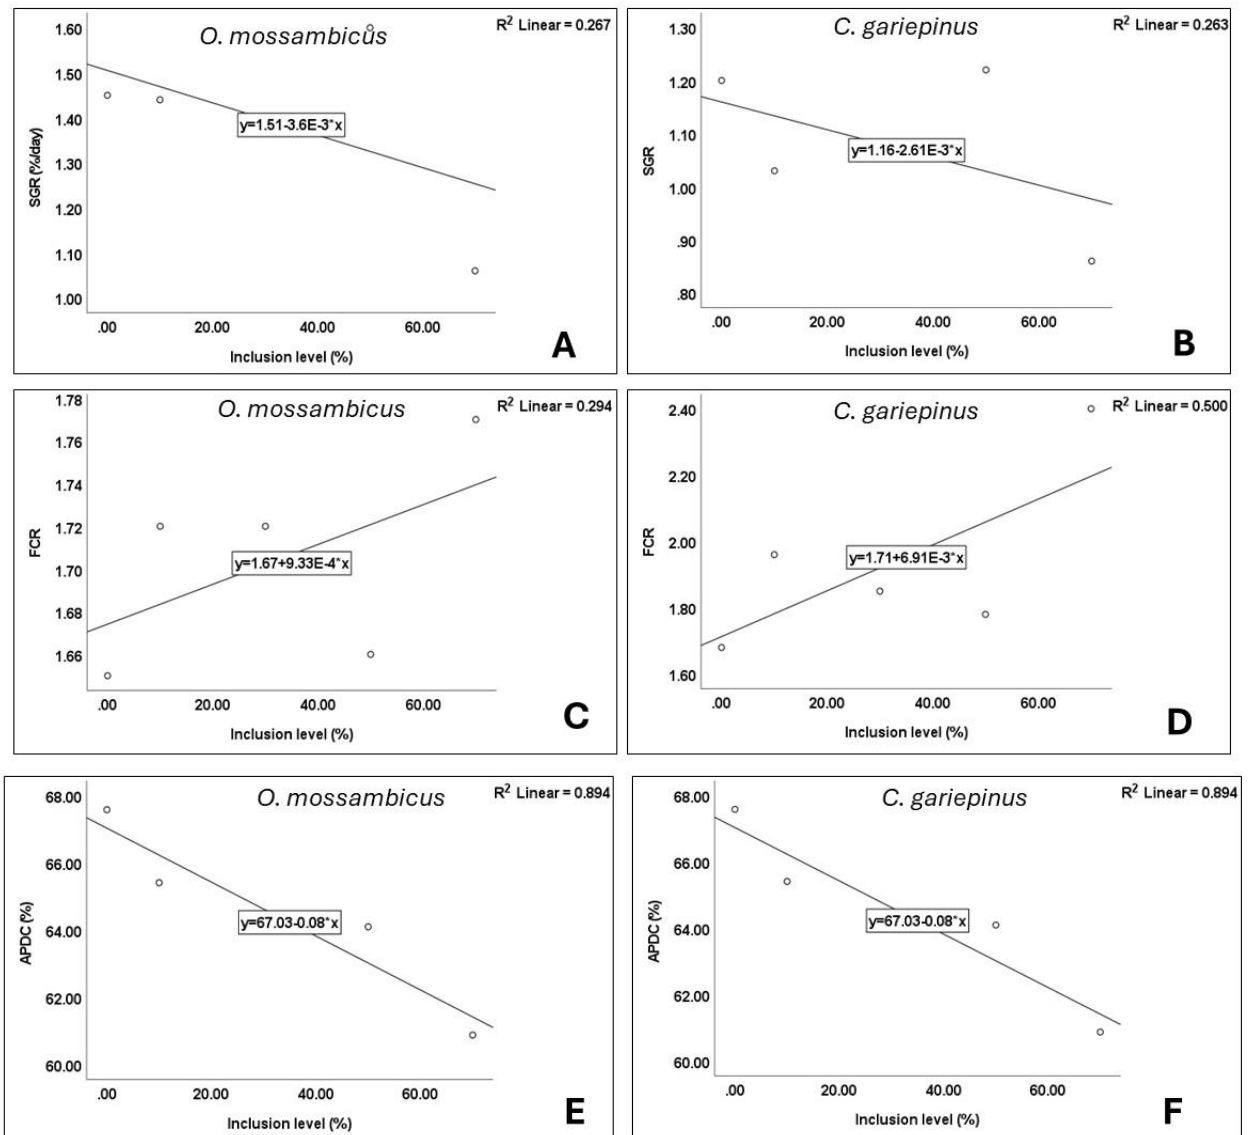 O. mossambicus
R² Linear = 0.267
1.60
1.50
1.40
1.30
1.20
1.10
1.00
SGR (%/day)
y=1.51-3.6E-3*x
.00 20.00 40.00 60.00
Inclusion level (%)
A
C. gariepinus
R² Linear = 0.263
1.30
1.20
1.10
1.00
.90
.80
SGR
y=1.16-2.61E-3*x
.00 20.00 40.00 60.00
Inclusion level (%)
B
O. mossambicus
R² Linear = 0.294
1.78
1.76
1.74
1.72
1.70
1.68
1.66
FCR
y=1.67+9.33E-4*x
.00 20.00 40.00 60.00
Inclusion level (%)
C
C. gariepinus
R² Linear = 0.500
2.40
2.20
2.00
1.80
1.60
FCR
y=1.71+6.91E-3*x
.00 20.00 40.00 60.00
Inclusion level (%)
D
O. mossambicus
R² Linear = 0.894
68.00
66.00
64.00
62.00
60.00
APDC (%)
y=67.03-0.08*x
.00 20.00 40.00 60.00
Inclusion level (%)
E
C. gariepinus
R² Linear = 0.894
68.00
66.00
64.00
62.00
60.00
APDC (%)
y=67.03-0.08*x
.00 20.00 40.00 60.00
Inclusion level (%)
F